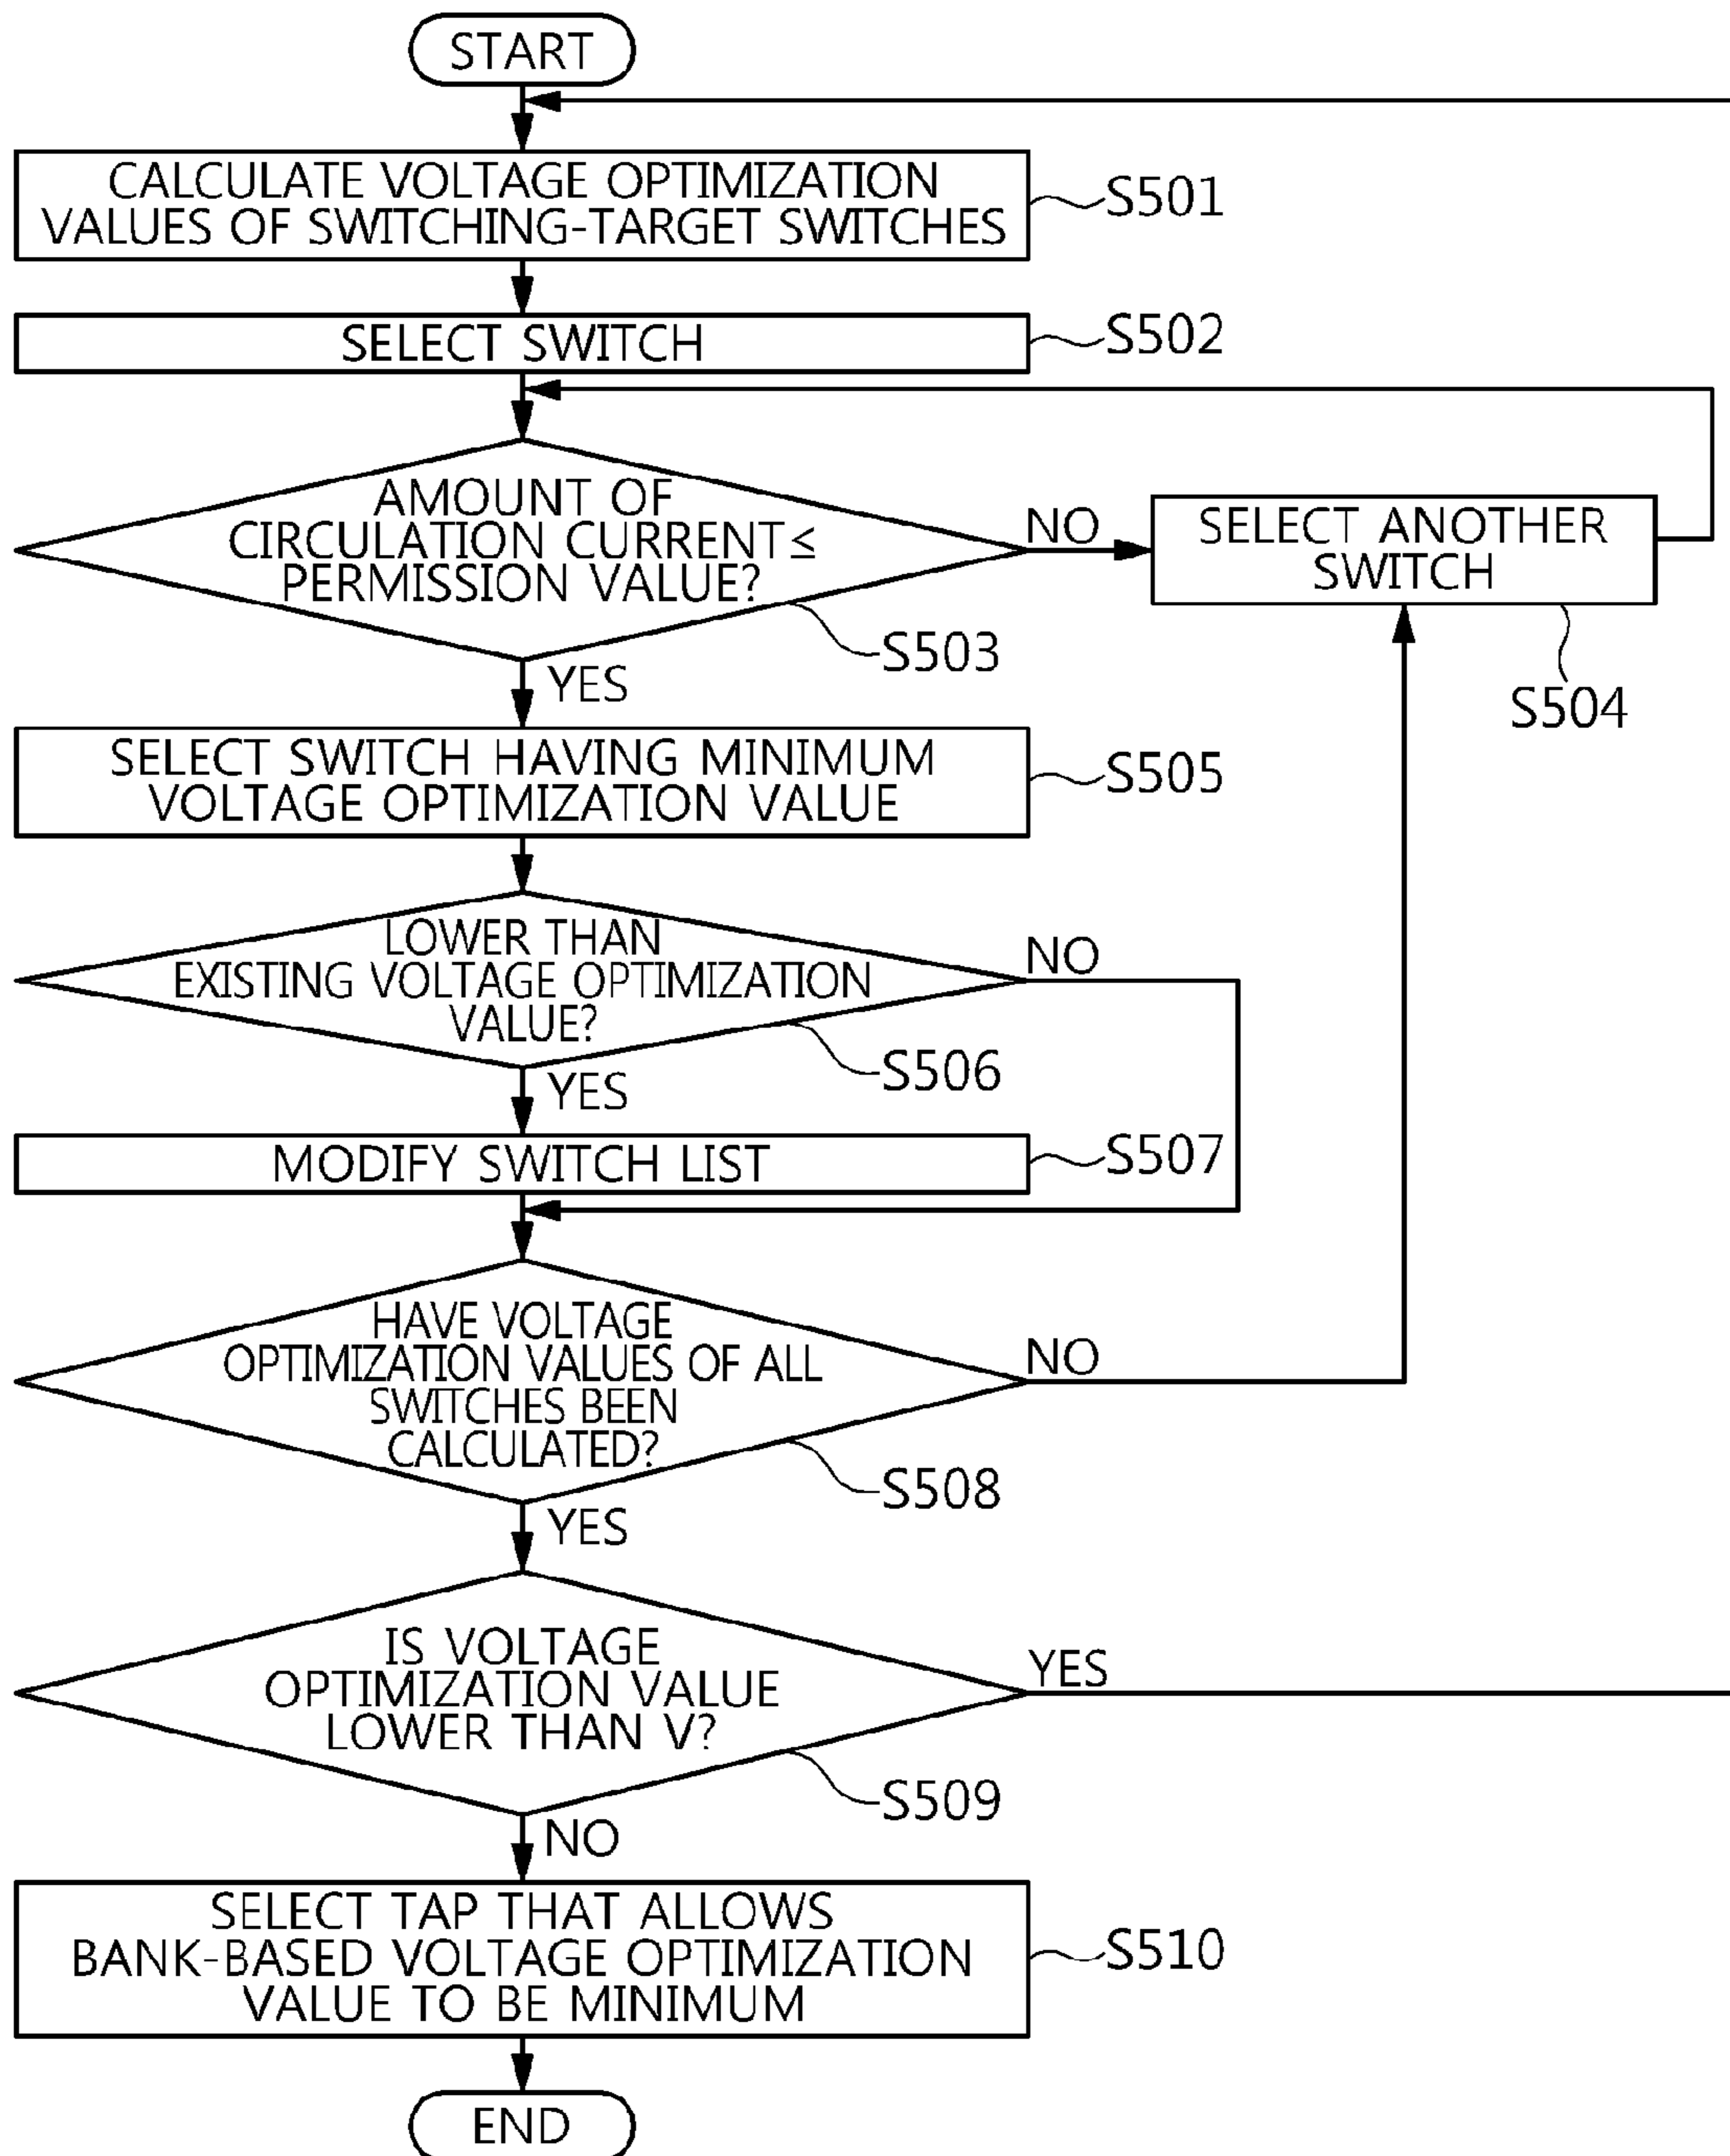 START
CALCULATE VOLTAGE OPTIMIZATION
VALUES OF SWITCHING-TARGET SWITCHES
S501
SELECT SWITCH
S502
AMOUNT OF
CIRCULATION CURRENT≤
PERMISSION VALUE?
S503
NO
SELECT ANOTHER
SWITCH
S504
YES
SELECT SWITCH HAVING MINIMUM
VOLTAGE OPTIMIZATION VALUE
S505
LOWER THAN
EXISTING VOLTAGE OPTIMIZATION
VALUE?
NO
S506
YES
MODIFY SWITCH LIST
S507
HAVE VOLTAGE
OPTIMIZATION VALUES OF ALL
SWITCHES BEEN
CALCULATED?
NO
S508
YES
IS VOLTAGE
OPTIMIZATION VALUE
LOWER THAN V?
YES
S509
NO
SELECT TAP THAT ALLOWS
BANK-BASED VOLTAGE OPTIMIZATION
VALUE TO BE MINIMUM
S510
END